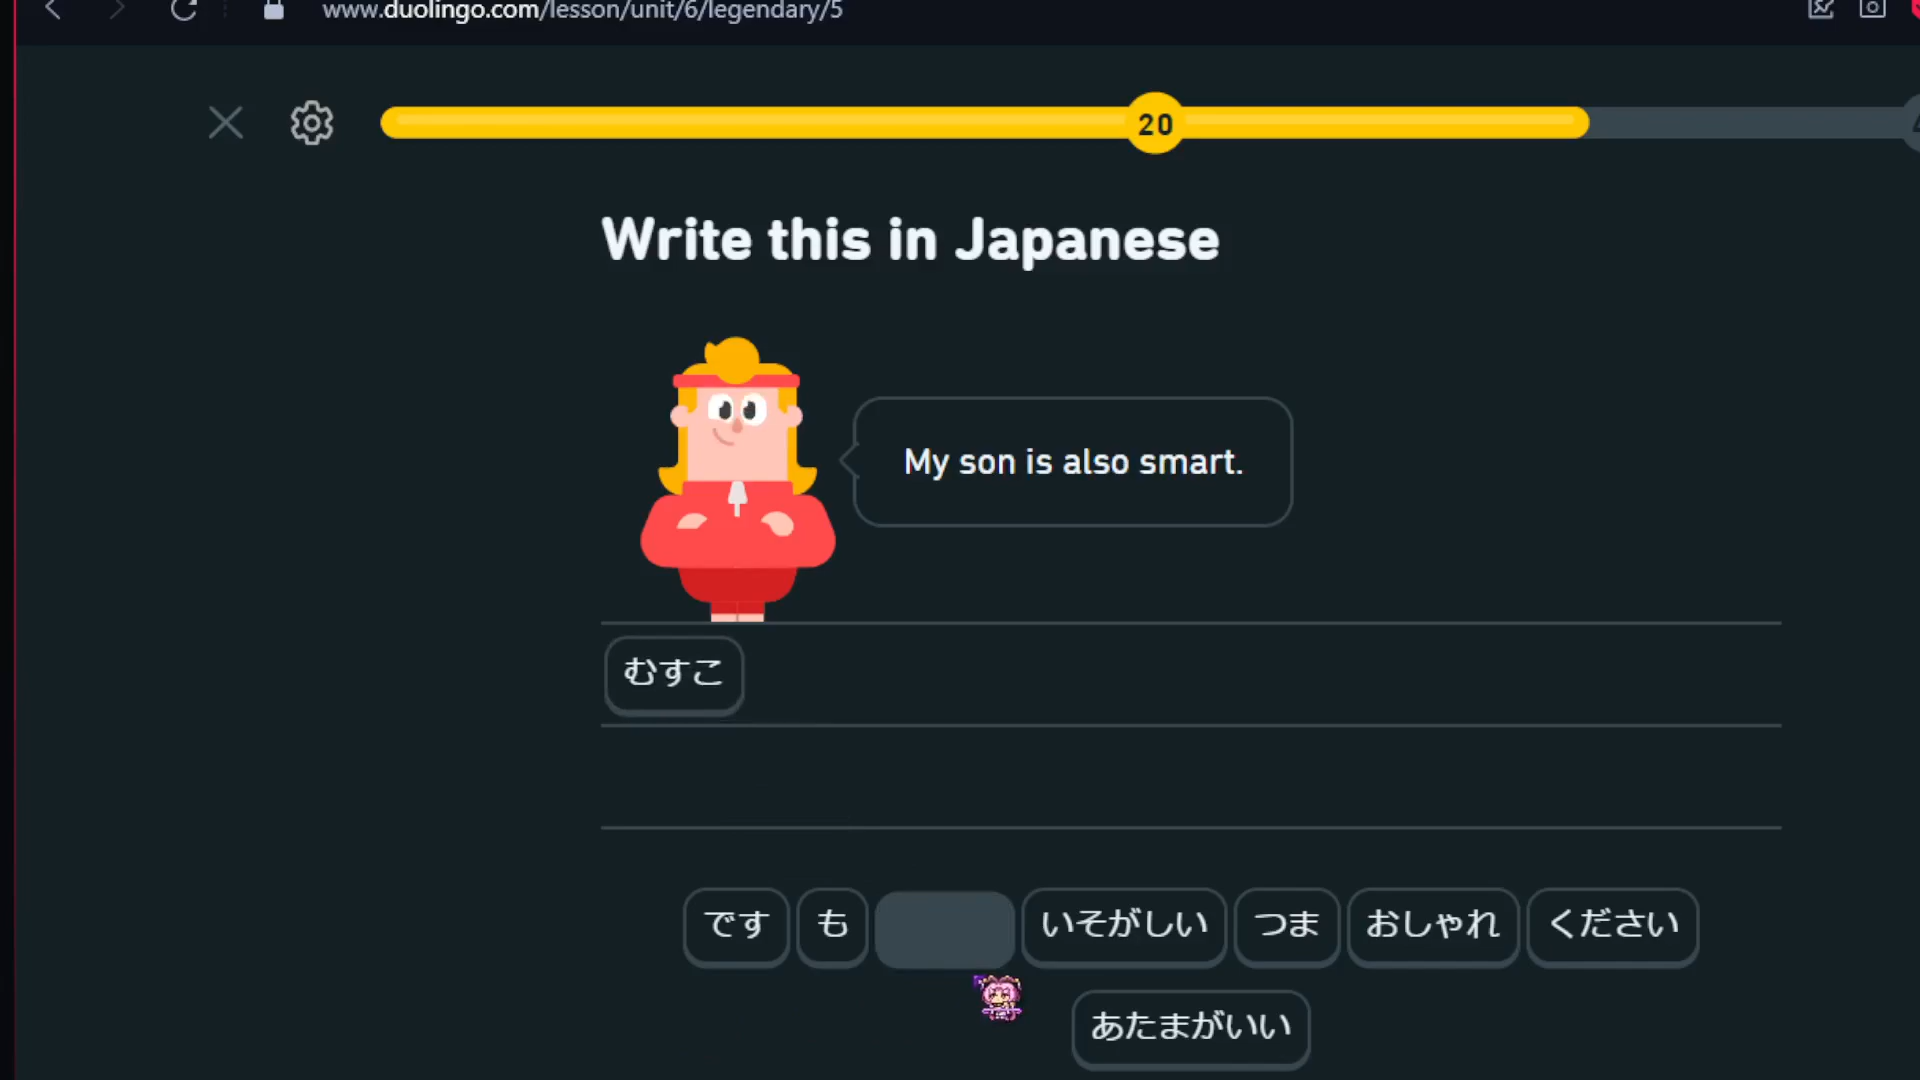 www.duolingo.com/lesson/unit/6/legendary/5
20
Write this in Japanese
My son is also smart.
むすこ
です も いそがしい つま おしゃれ ください
あたまがいい